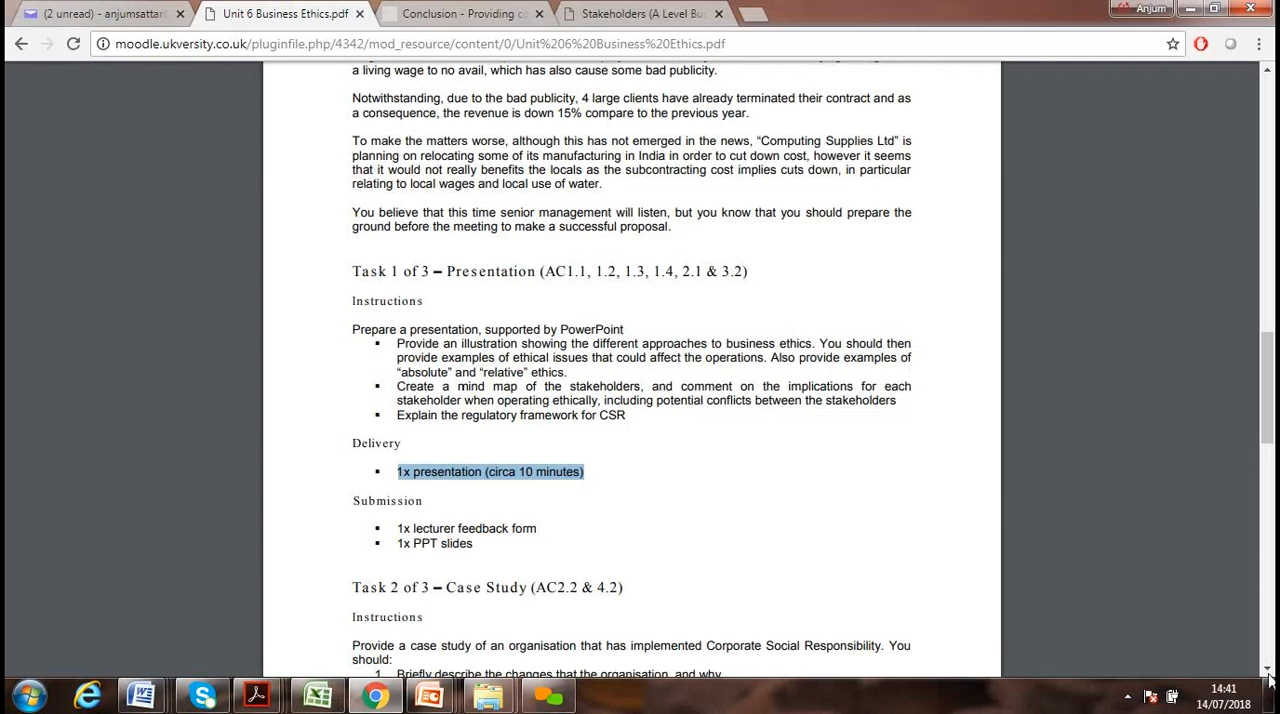 (2 unread) - anjumsattar
Unit 6 Business Ethics.pdf
Conclusion - Providing co
Stakeholders (A Level Bus
Anjum
moodle.ukversity.co.uk/pluginfile.php/4342/mod_resource/content/0/Unit%206%20Business%20Ethics.pdf
a living wage to no avail, which has also cause some bad publicity.
Notwithstanding, due to the bad publicity, 4 large clients have already terminated their contract and as
a consequence, the revenue is down 15% compare to the previous year.
To make the matters worse, although this has not emerged in the news, “Computing Supplies Ltd” is
planning on relocating some of its manufacturing in India in order to cut down cost, however it seems
that it would not really benefits the locals as the subcontracting cost implies cuts down, in particular
relating to local wages and local use of water.
You believe that this time senior management will listen, but you know that you should prepare the
ground before the meeting to make a successful proposal.
Task 1 of 3 – Presentation (AC1.1, 1.2, 1.3, 1.4, 2.1 & 3.2)
Instructions
Prepare a presentation, supported by PowerPoint
▪ Provide an illustration showing the different approaches to business ethics. You should then
provide examples of ethical issues that could affect the operations. Also provide examples of
“absolute” and “relative” ethics.
▪ Create a mind map of the stakeholders, and comment on the implications for each
stakeholder when operating ethically, including potential conflicts between the stakeholders
▪ Explain the regulatory framework for CSR
Delivery
▪ 1x presentation (circa 10 minutes)
Submission
▪ 1x lecturer feedback form
▪ 1x PPT slides
Task 2 of 3 – Case Study (AC2.2 & 4.2)
Instructions
Provide a case study of an organisation that has implemented Corporate Social Responsibility. You
should:
1. Briefly describe the changes that the organisation, and why
14:41
14/07/2018